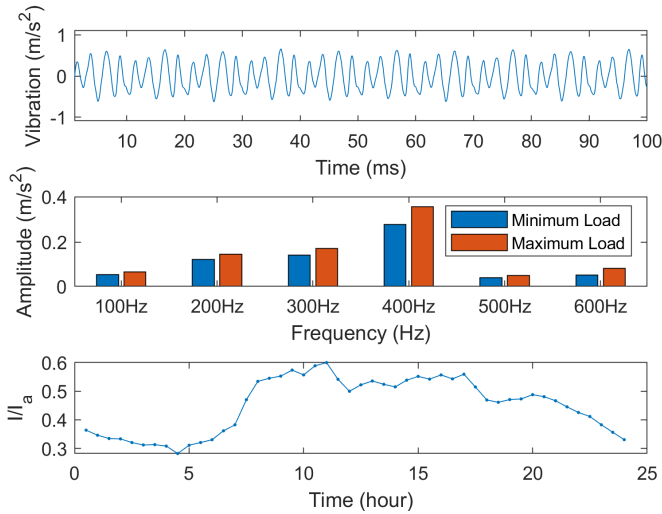 1
0
-1
Vibration (m/s²)
10 20 30 40 50 60 70 80 90 100
Time (ms)
0.4
0.2
0
Amplitude (m/s²)
Minimum Load
Maximum Load
100Hz 200Hz 300Hz 400Hz 500Hz 600Hz
Frequency (Hz)
0.6
0.5
0.4
0.3
I/Iₐ
0 5 10 15 20 25
Time (hour)